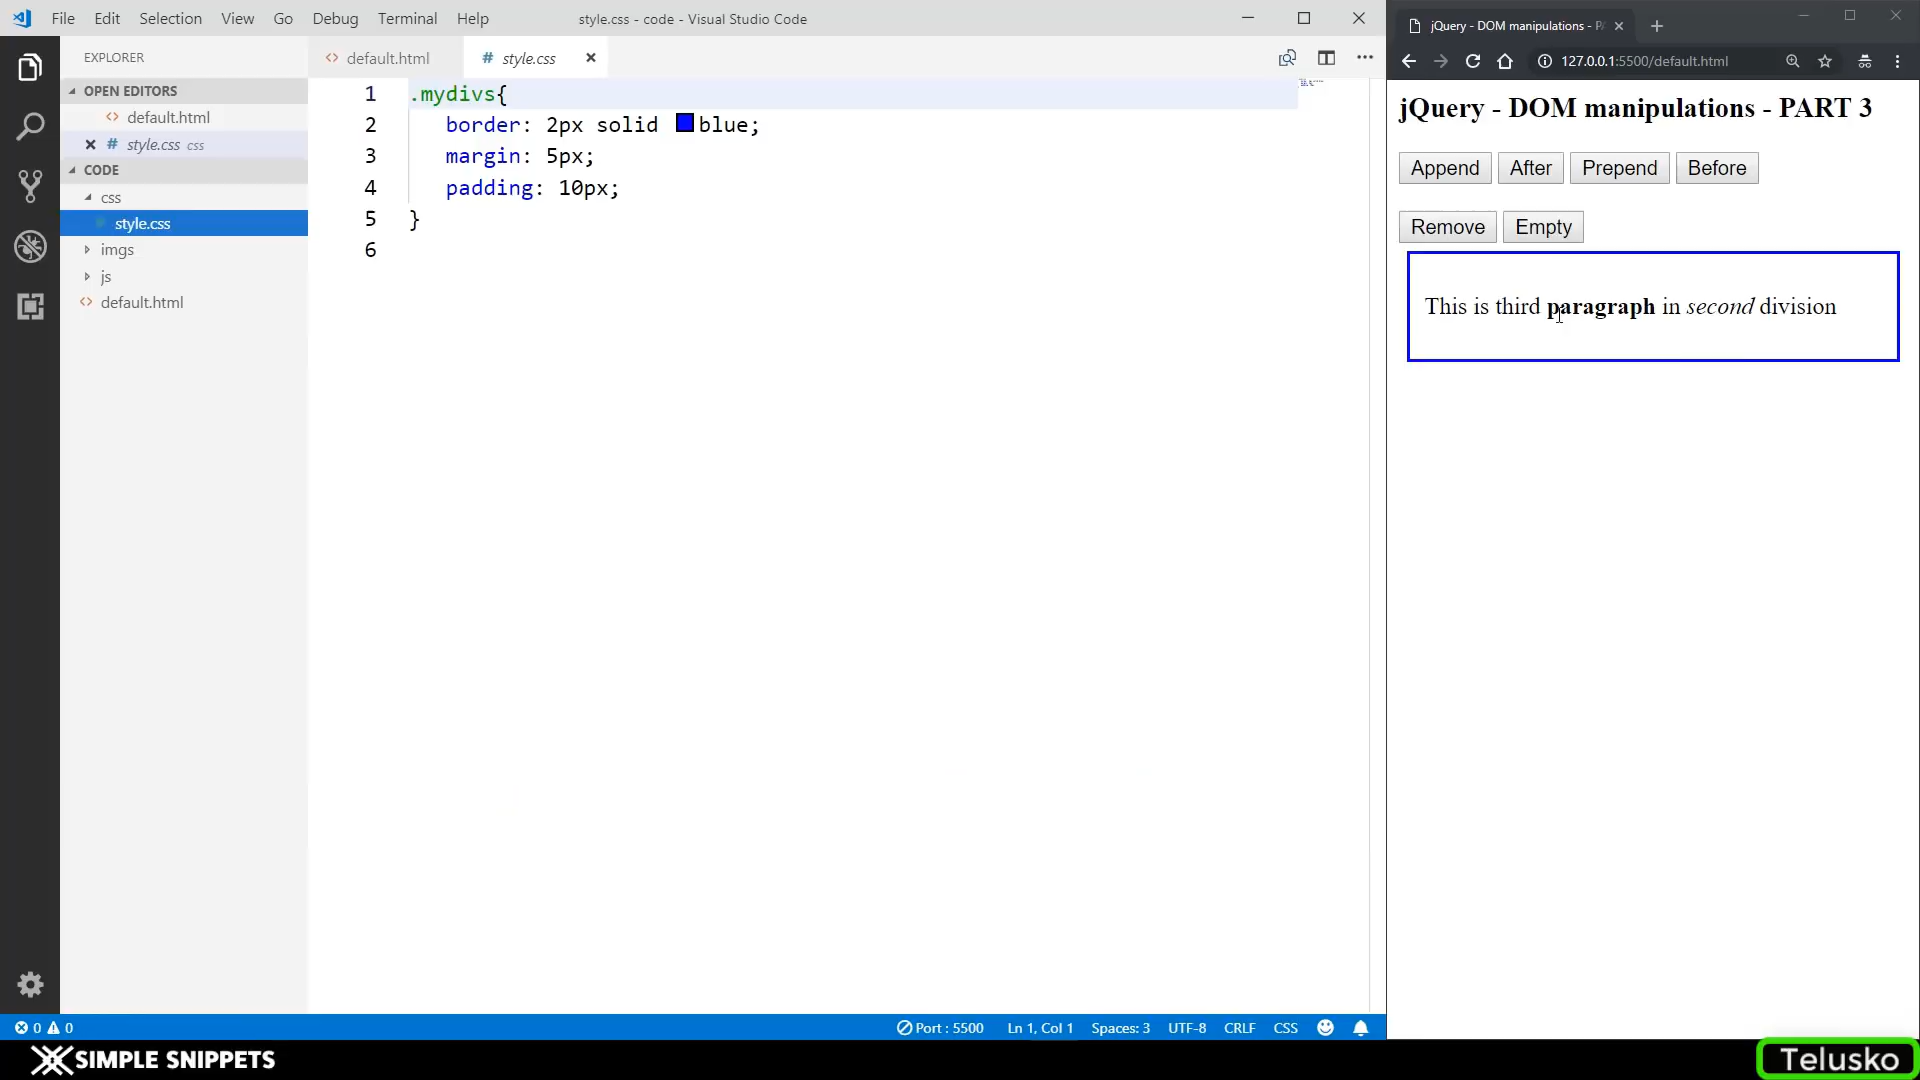 File Edit Selection View Go Debug Terminal Help
style.css - code - Visual Studio Code
EXPLORER
OPEN EDITORS
default.html
style.css css
CODE
css
style.css
imgs
js
default.html
default.html
# style.css
1 .mydivs{
2 border: 2px solid blue;
3 margin: 5px;
4 padding: 10px;
5 }
6
0 0
Port : 5500 Ln 1, Col 1 Spaces: 3 UTF-8 CRLF CSS
jQuery - DOM manipulations - P
127.0.0.1:5500/default.html
jQuery - DOM manipulations - PART 3
Append After Prepend Before
Remove Empty
This is third paragraph in second division
SIMPLE SNIPPETS
Telusko